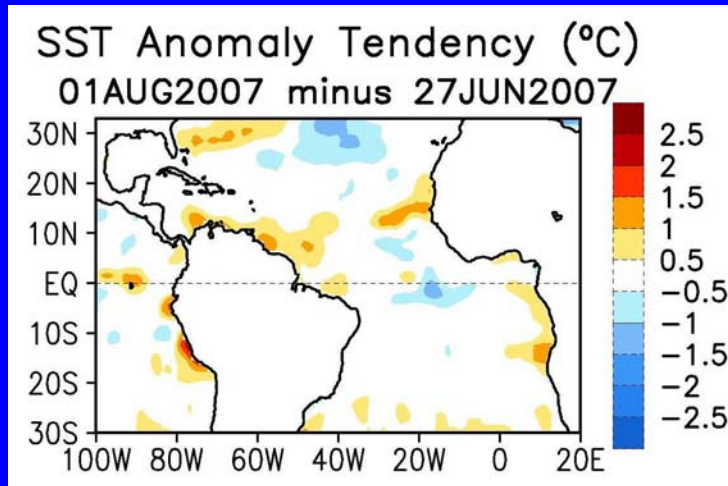 SST Anomaly Tendency (°C)
01AUG2007 minus 27JUN2007
30N
20N
10N
EQ
10S
20S
30S
100W 80W 60W 40W 20W 0 20E
2.5
2
1.5
1
0.5
−0.5
−1
−1.5
−2
−2.5